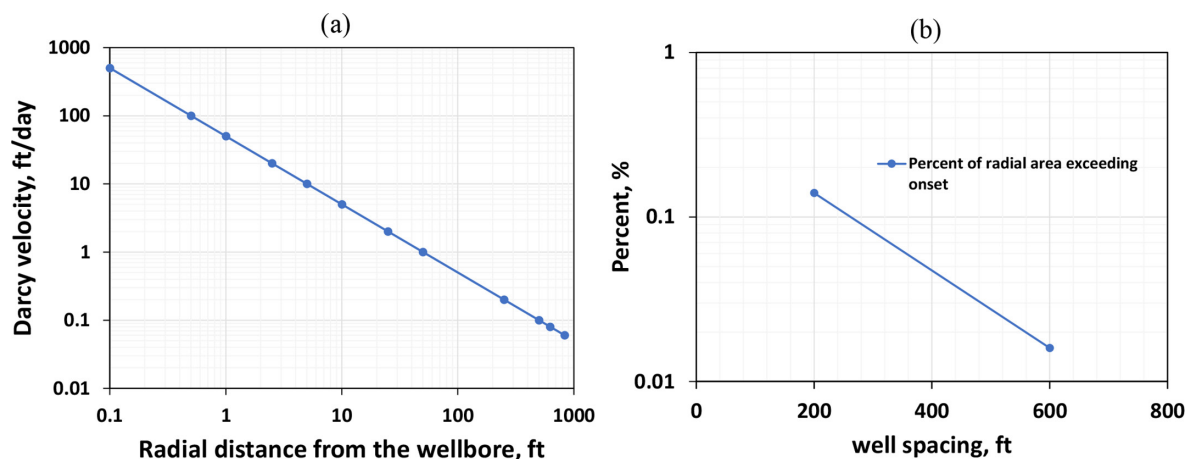 (a)
1000
100
10
1
0.1
0.01
Darcy velocity, ft/day
0.1 1 10 100 1000
Radial distance from the wellbore, ft
(b)
1
0.1
0.01
Percent, %
Percent of radial area exceeding
onset
0 200 400 600 800
well spacing, ft